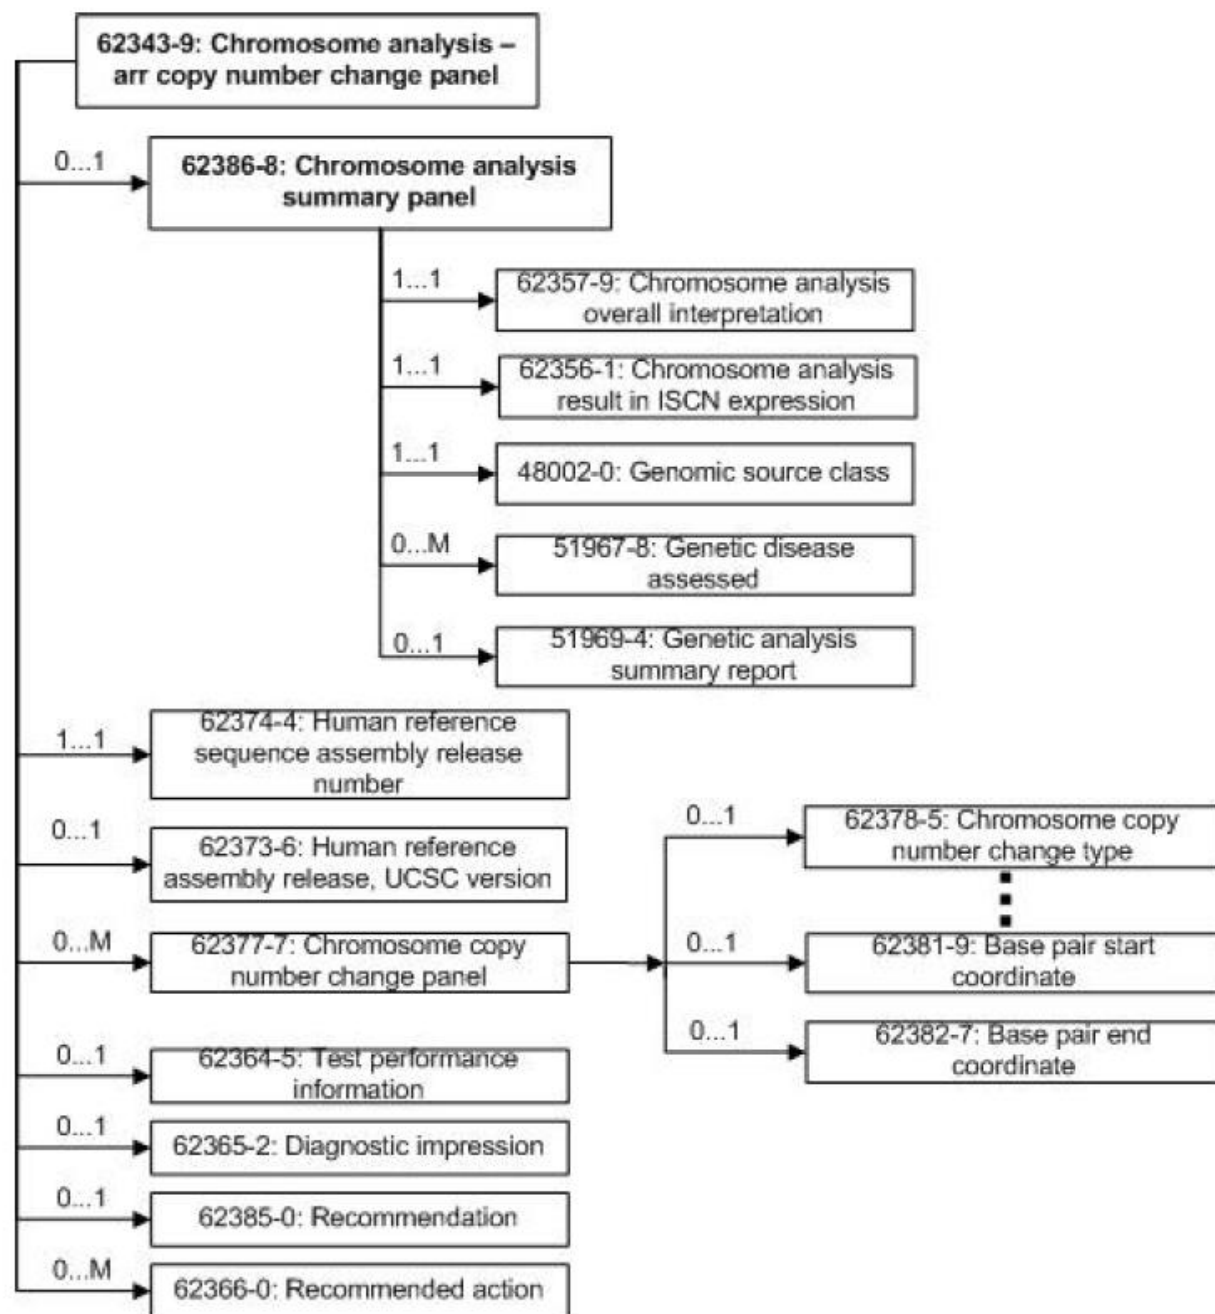 62343-9: Chromosome analysis –
arr copy number change panel
0...1
62386-8: Chromosome analysis
summary panel
1...1
62357-9: Chromosome analysis
overall interpretation
1...1
62356-1: Chromosome analysis
result in ISCN expression
1...1
48002-0: Genomic source class
0...M
51967-8: Genetic disease
assessed
0...1
51969-4: Genetic analysis
summary report
1...1
62374-4: Human reference
sequence assembly release
number
0...1
62373-6: Human reference
assembly release, UCSC version
0...M
62377-7: Chromosome copy
number change panel
0...1
62378-5: Chromosome copy
number change type
0...1
62381-9: Base pair start
coordinate
0...1
62382-7: Base pair end
coordinate
0...1
62364-5: Test performance
information
0...1
62365-2: Diagnostic impression
0...1
62385-0: Recommendation
0...M
62366-0: Recommended action